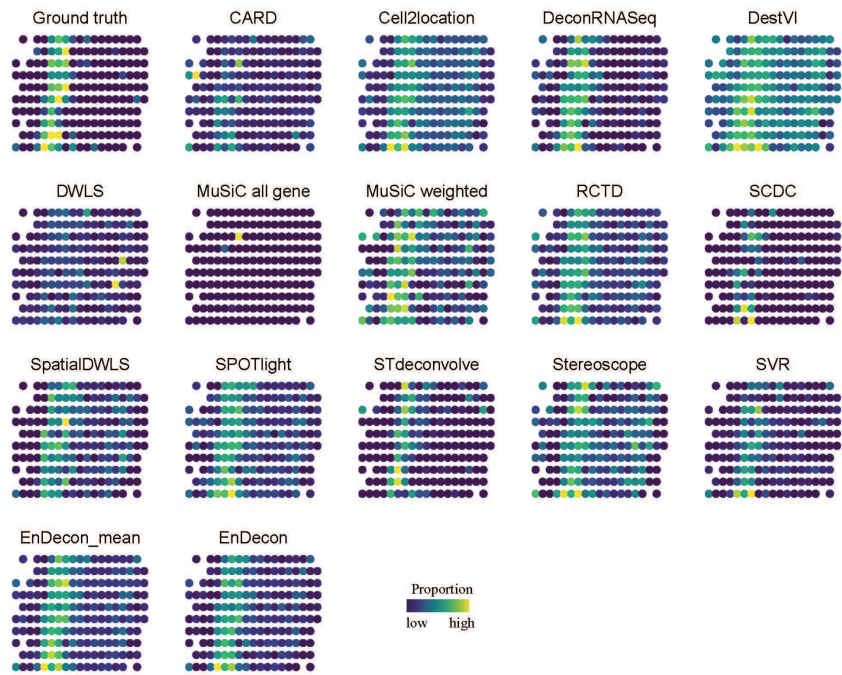 Ground truth
CARD
Cell2location
DeconRNASeq
DestVI
DWLS
MuSiC all gene
MuSiC weighted
RCTD
SCDC
SpatialDWLS
SPOTlight
STdeconvolve
Stereoscope
SVR
EnDecon_mean
EnDecon
Proportion
low high